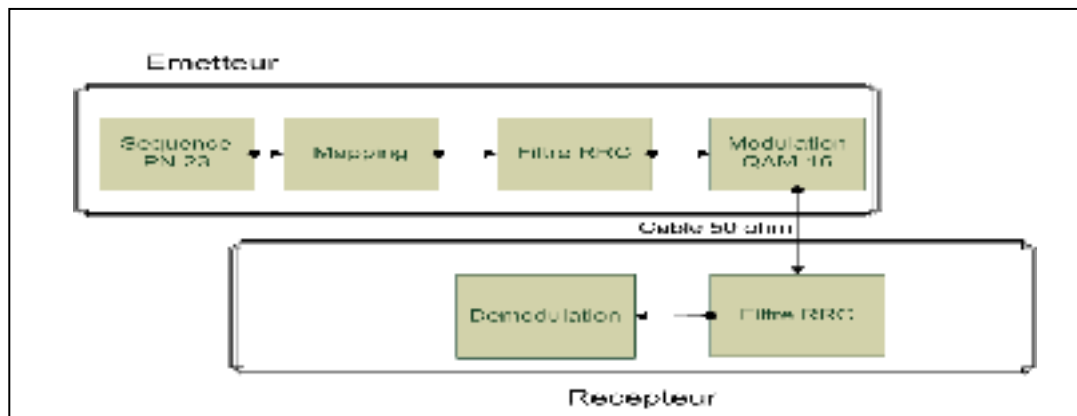 Emetteur
Sequence
PN 23
Mapping
Filtre RRC
Modulation
QAM 16
Cable 50 ohm
Demodulation
Filtre RRC
Recepteur